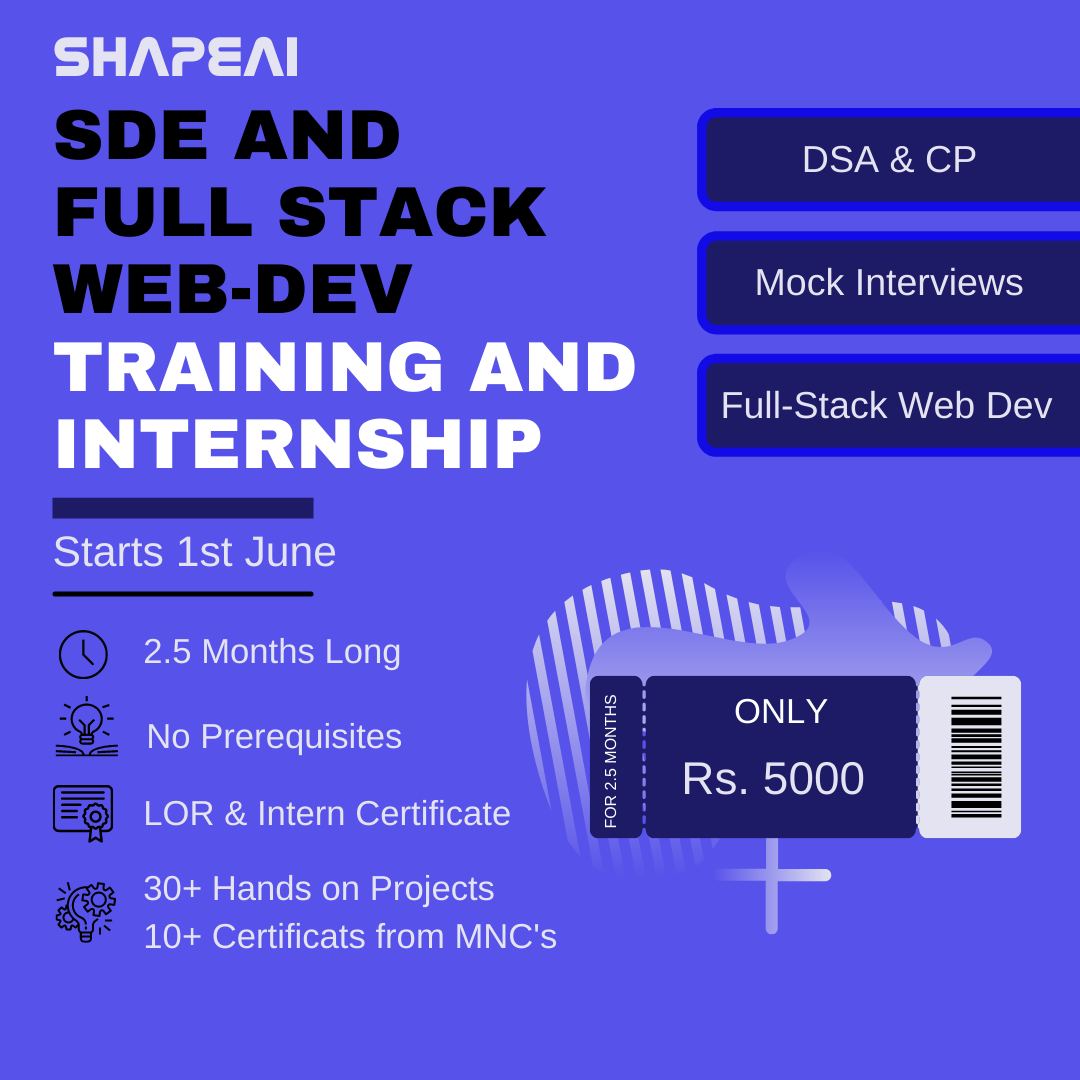 SHAPEAI
SDE AND
FULL STACK
WEB-DEV
TRAINING AND
INTERNSHIP
DSA & CP
Mock Interviews
Full-Stack Web Dev
Starts 1st June
2.5 Months Long
No Prerequisites
LOR & Intern Certificate
30+ Hands on Projects
10+ Certificats from MNC's
FOR 2.5 MONTHS
ONLY
Rs. 5000